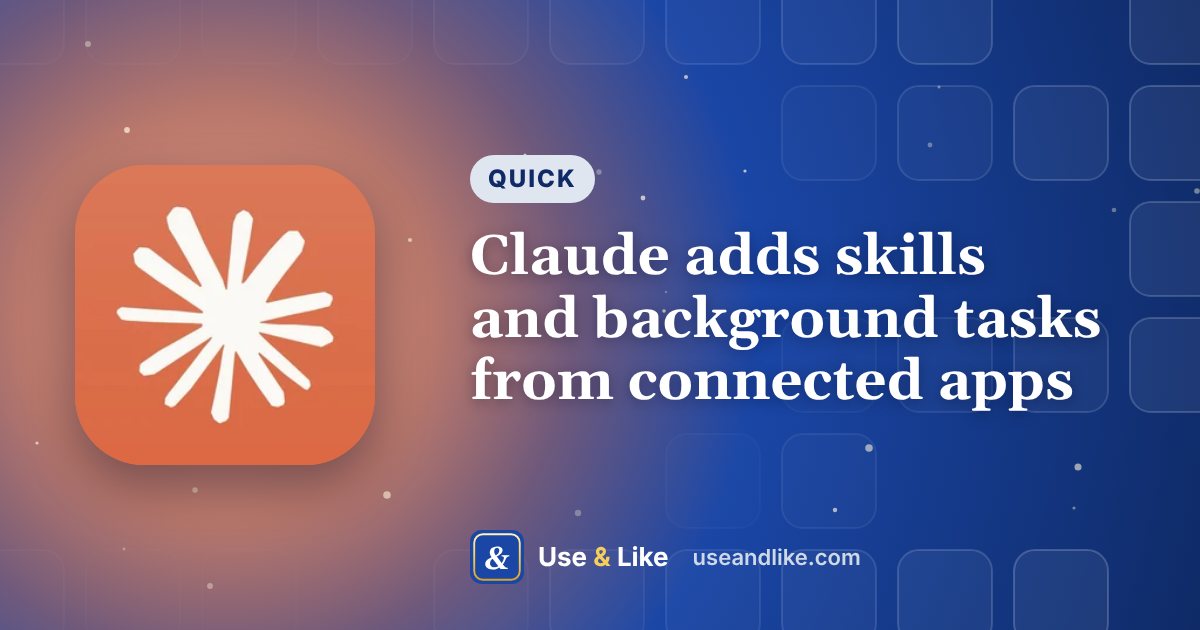 QUICK
Claude adds skills
and background tasks
from connected apps
& Use & Like useandlike.com